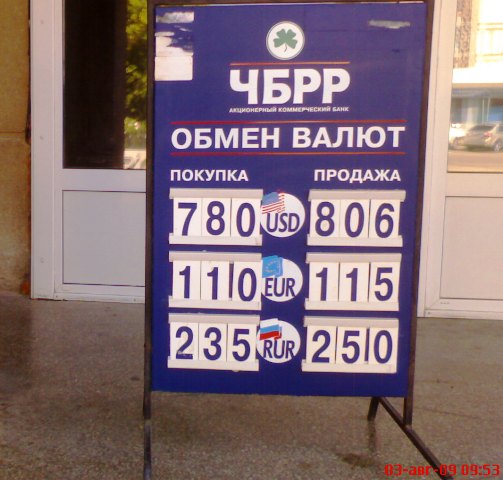 ЧБРР
АКЦИОНЕРНЫЙ КОММЕРЧЕСКИЙ БАНК
ОБМЕН ВАЛЮТ
ПОКУПКА ПРОДАЖА
780 USD 806
110 EUR 115
235 RUR 250
03-авг-09 09:53